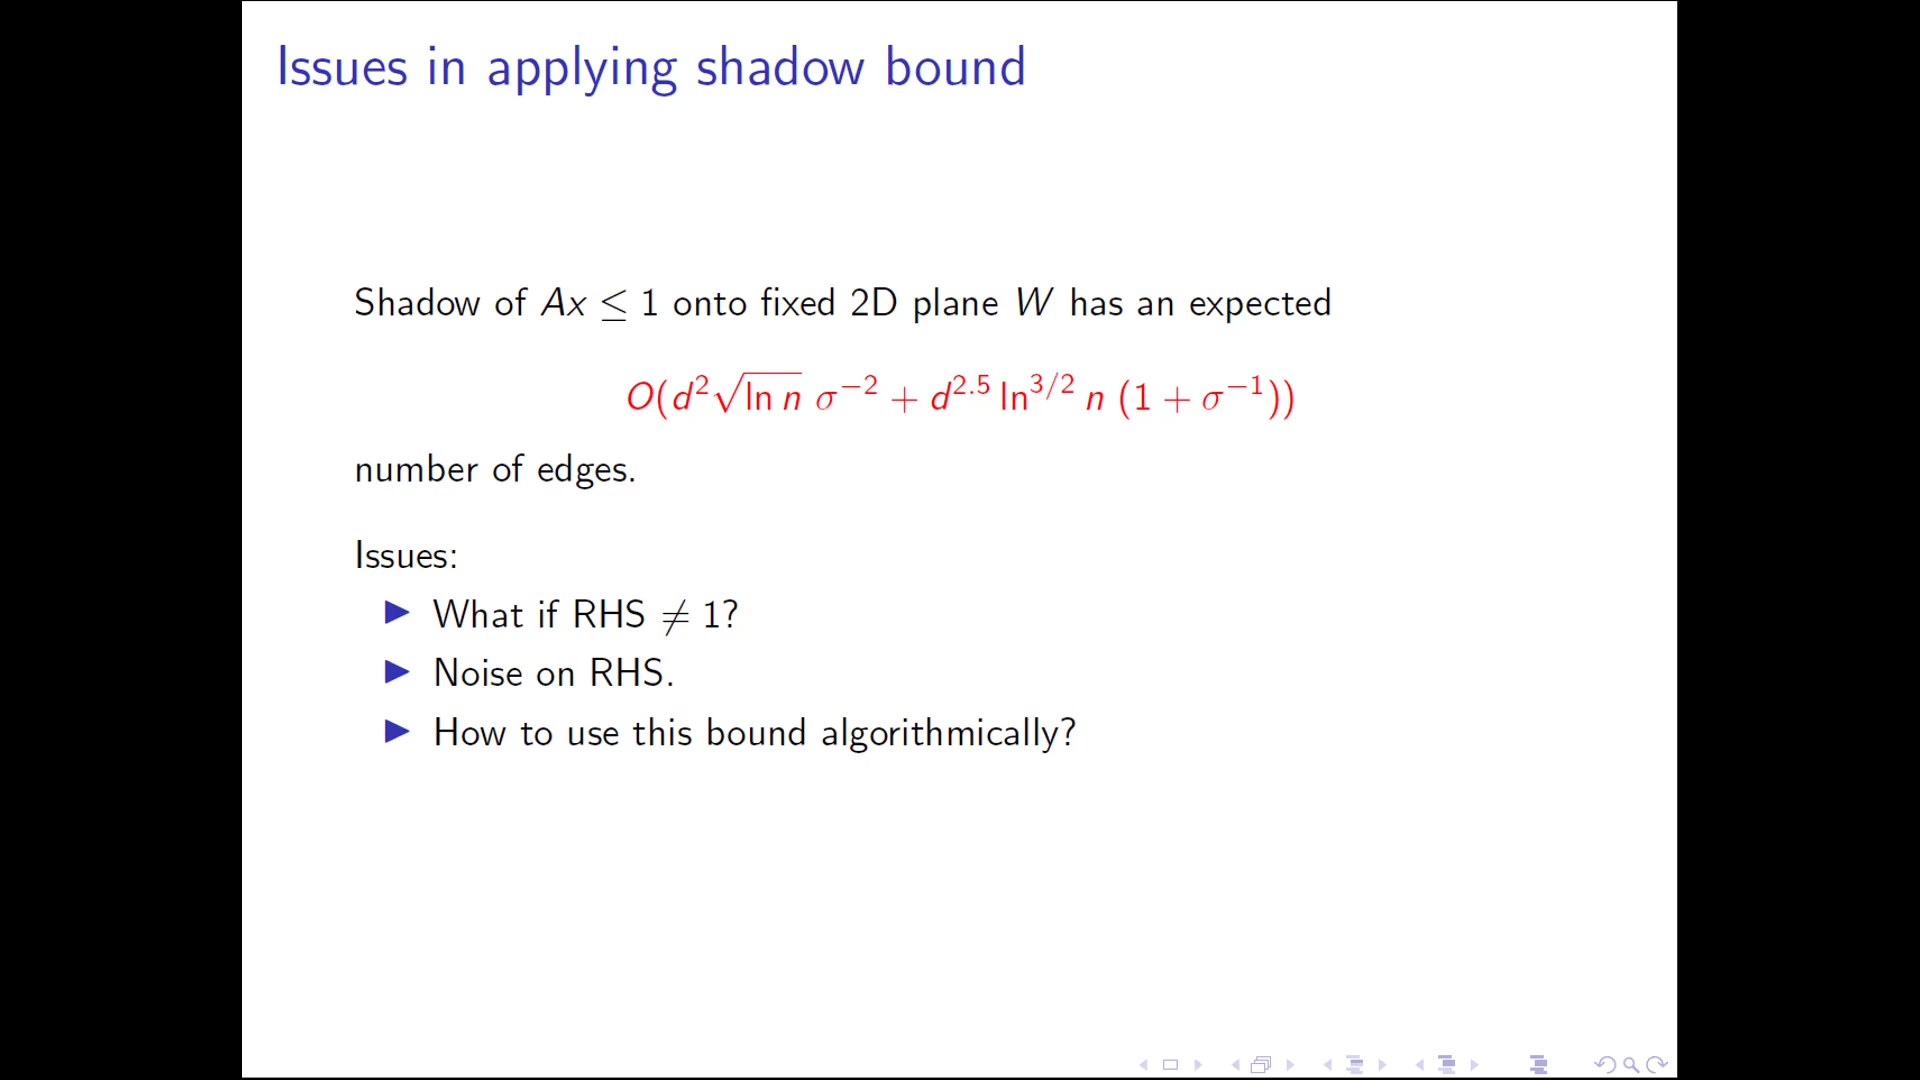 Issues in applying shadow bound
Shadow of Ax ≤ 1 onto fixed 2D plane W has an expected
O(d²√ln n σ⁻² + d^2.5 ln^3/2 n (1 + σ⁻¹))
number of edges.
Issues:
▶ What if RHS ≠ 1?
▶ Noise on RHS.
▶ How to use this bound algorithmically?